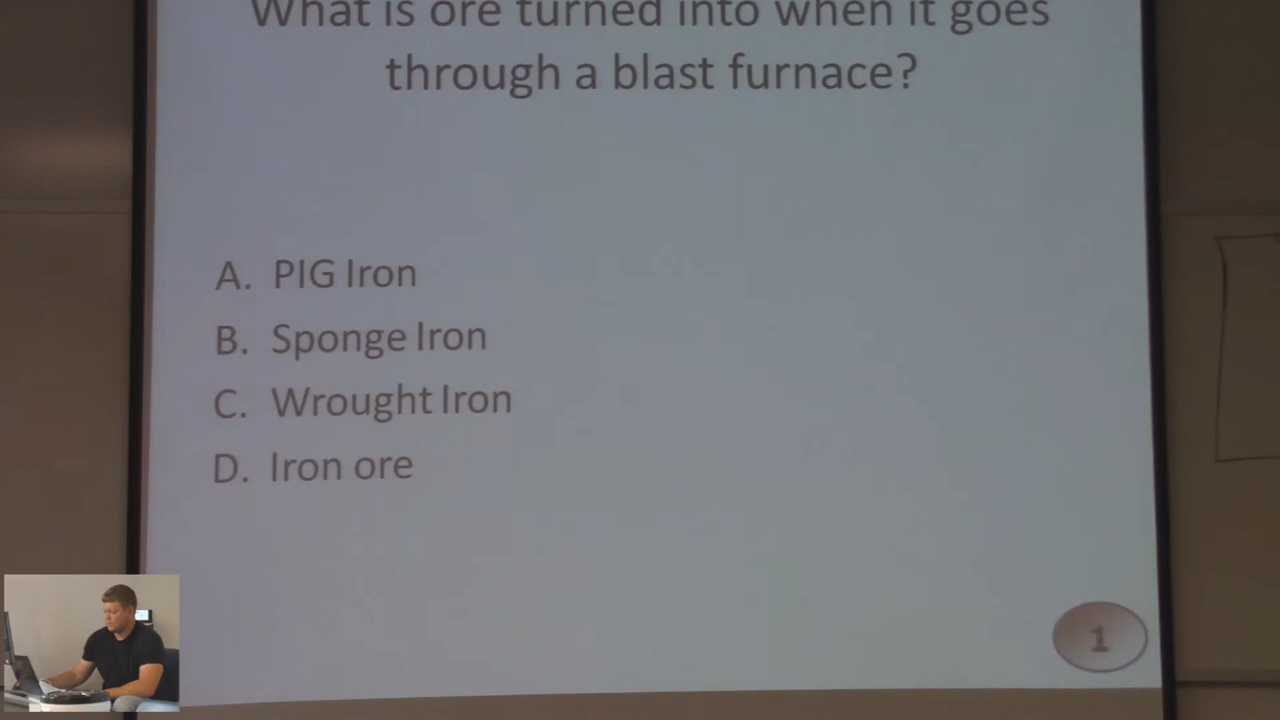 What is ore turned into when it goes
through a blast furnace?
A. PIG Iron
B. Sponge Iron
C. Wrought Iron
D. Iron ore
1